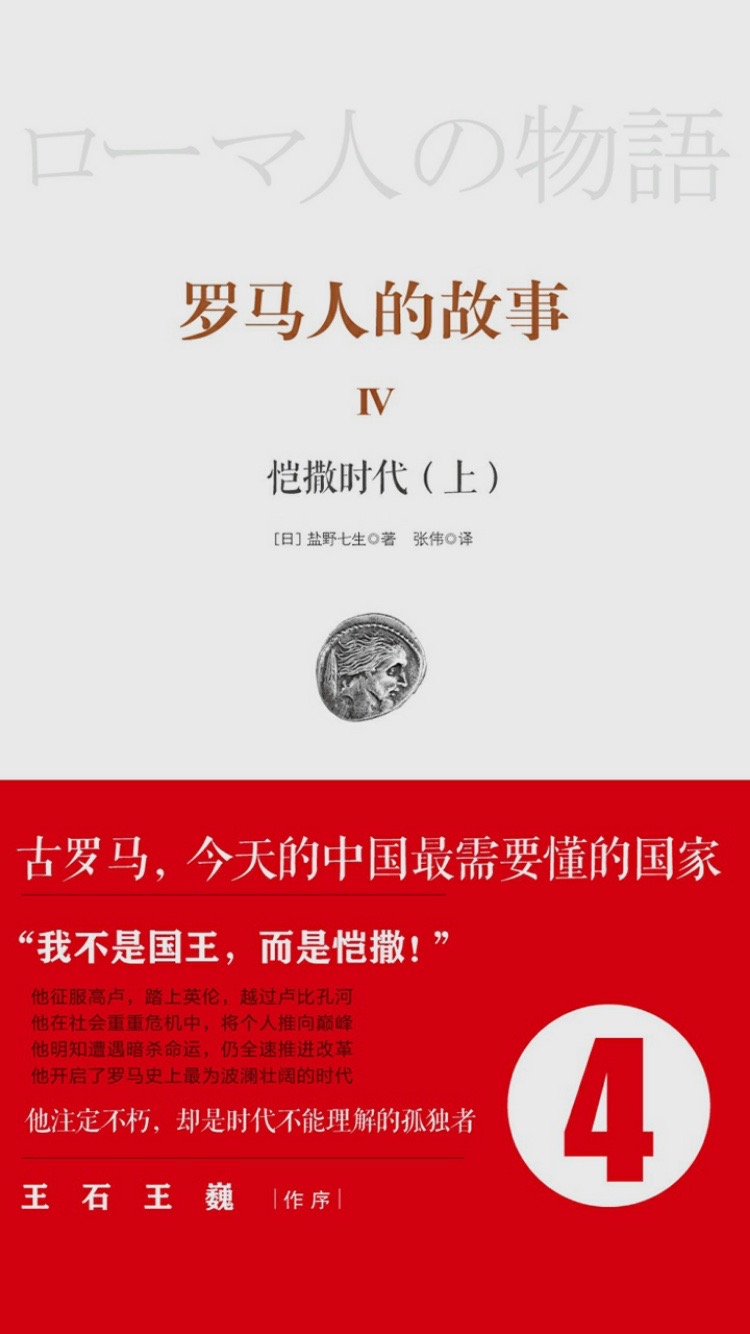 ローマ人の物語
罗马人的故事
IV
恺撒时代（上）
［日］盐野七生◎著　张伟◎译
古罗马，今天的中国最需要懂的国家
“我不是国王，而是恺撒！”
他征服高卢，踏上英伦，越过卢比孔河
他在社会重重危机中，将个人推向巅峰
他明知遭遇暗杀命运，仍全速推进改革
他开启了罗马史上最为波澜壮阔的时代
他注定不朽，却是时代不能理解的孤独者
4
王 石 王 巍 |作 序|